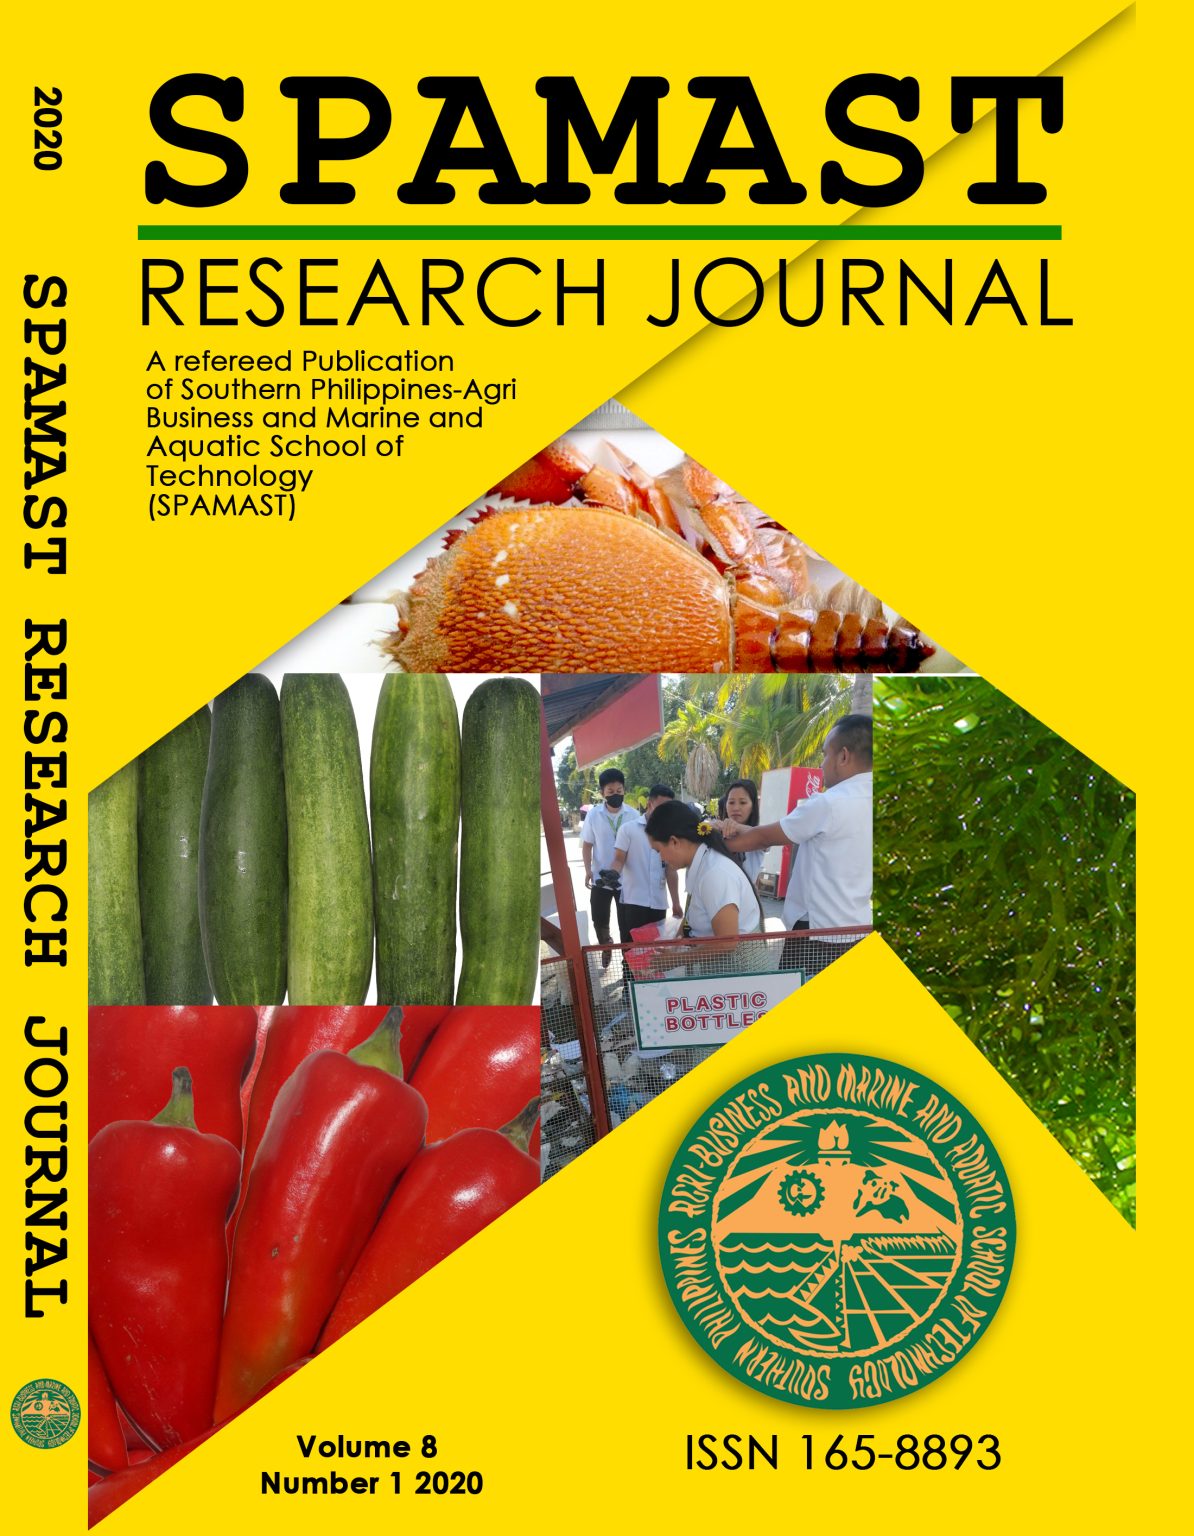 2020 SPAMAST RESEARCH JOURNAL
SPAMAST
RESEARCH JOURNAL
A refereed Publication
of Southern Philippines-Agri
Business and Marine and
Aquatic School of
Technology
(SPAMAST)
PLASTIC
BOTTLES
SOUTHERN PHILIPPINES AGRI-BUSINESS AND MARINE AND AQUATIC SCHOOL OF TECHNOLOGY
Volume 8
Number 1 2020
ISSN 165-8893